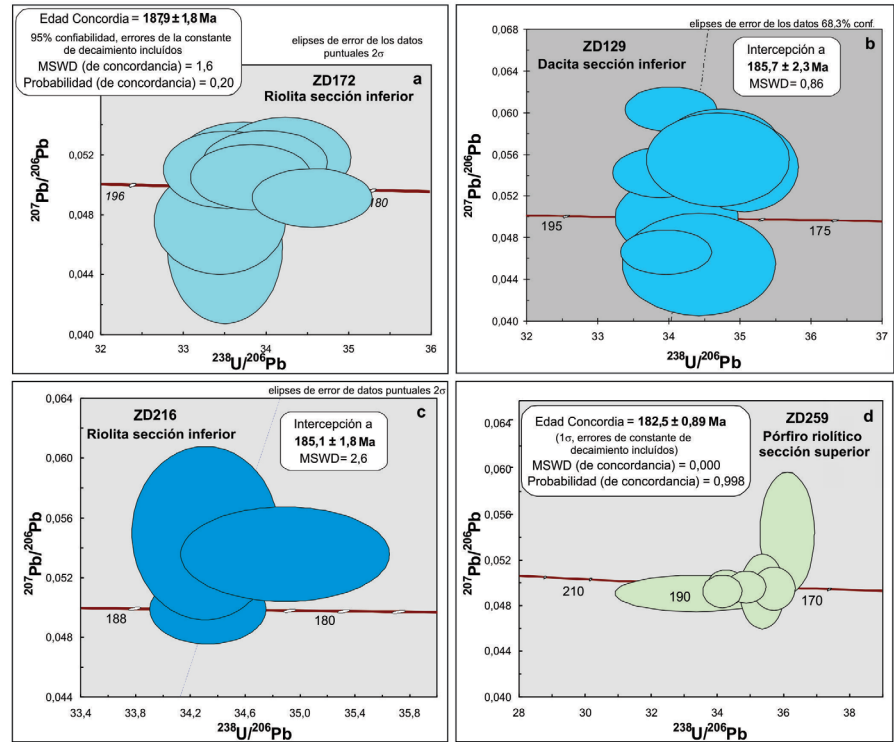 Edad Concordia = 187,9 ± 1,8 Ma
95% confiabilidad, errores de la constante
de decaimiento incluídos
MSWD (de concordancia) = 1,6
Probabilidad (de concordancia) = 0,20
elipses de error de los datos
puntuales 2σ
a
ZD172
Riolita sección inferior
207Pb/206Pb
0,056
0,052
0,048
0,044
0,040
196
180
32
33
34
35
36
238U/206Pb
elipses de error de los datos 68,3% conf.
b
ZD129
Dacita sección inferior
Intercepción a
185,7 ± 2,3 Ma
MSWD= 0,86
207Pb/206Pb
0,068
0,064
0,060
0,056
0,052
0,048
0,044
0,040
195
175
32
33
34
35
36
37
238U/206Pb
elipses de error de datos puntuales 2σ
c
ZD216
Riolita sección inferior
Intercepción a
185,1 ± 1,8 Ma
MSWD= 2,6
207Pb/206Pb
0,064
0,060
0,056
0,052
0,048
0,044
188
180
33,4
33,8
34,2
34,6
35,0
35,4
35,8
238U/206Pb
d
Edad Concordia = 182,5 ± 0,89 Ma
(1σ, errores de constante de
decaimiento incluídos)
MSWD (de concordancia) = 0,000
Probabilidad (de concordancia) = 0,998
ZD259
Pórfiro riolítico
sección superior
207Pb/206Pb
0,064
0,060
0,056
0,052
0,048
0,044
0,040
210
190
170
28
30
32
34
36
38
238U/206Pb